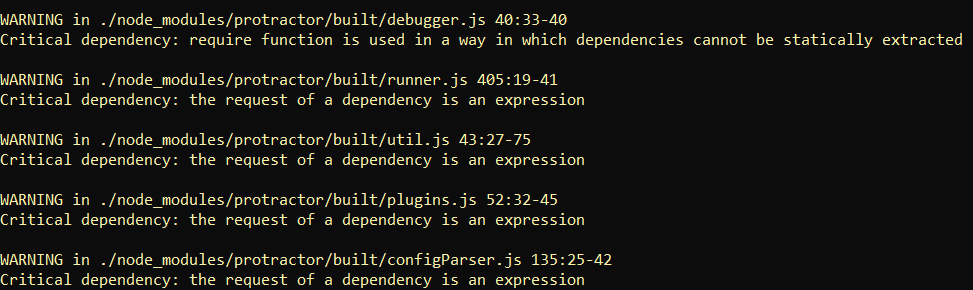 WARNING in ./node_modules/protractor/built/debugger.js 40:33-40
Critical dependency: require function is used in a way in which dependencies cannot be statically extracted
WARNING in ./node_modules/protractor/built/runner.js 405:19-41
Critical dependency: the request of a dependency is an expression
WARNING in ./node_modules/protractor/built/util.js 43:27-75
Critical dependency: the request of a dependency is an expression
WARNING in ./node_modules/protractor/built/plugins.js 52:32-45
Critical dependency: the request of a dependency is an expression
WARNING in ./node_modules/protractor/built/configParser.js 135:25-42
Critical dependency: the request of a dependency is an expression